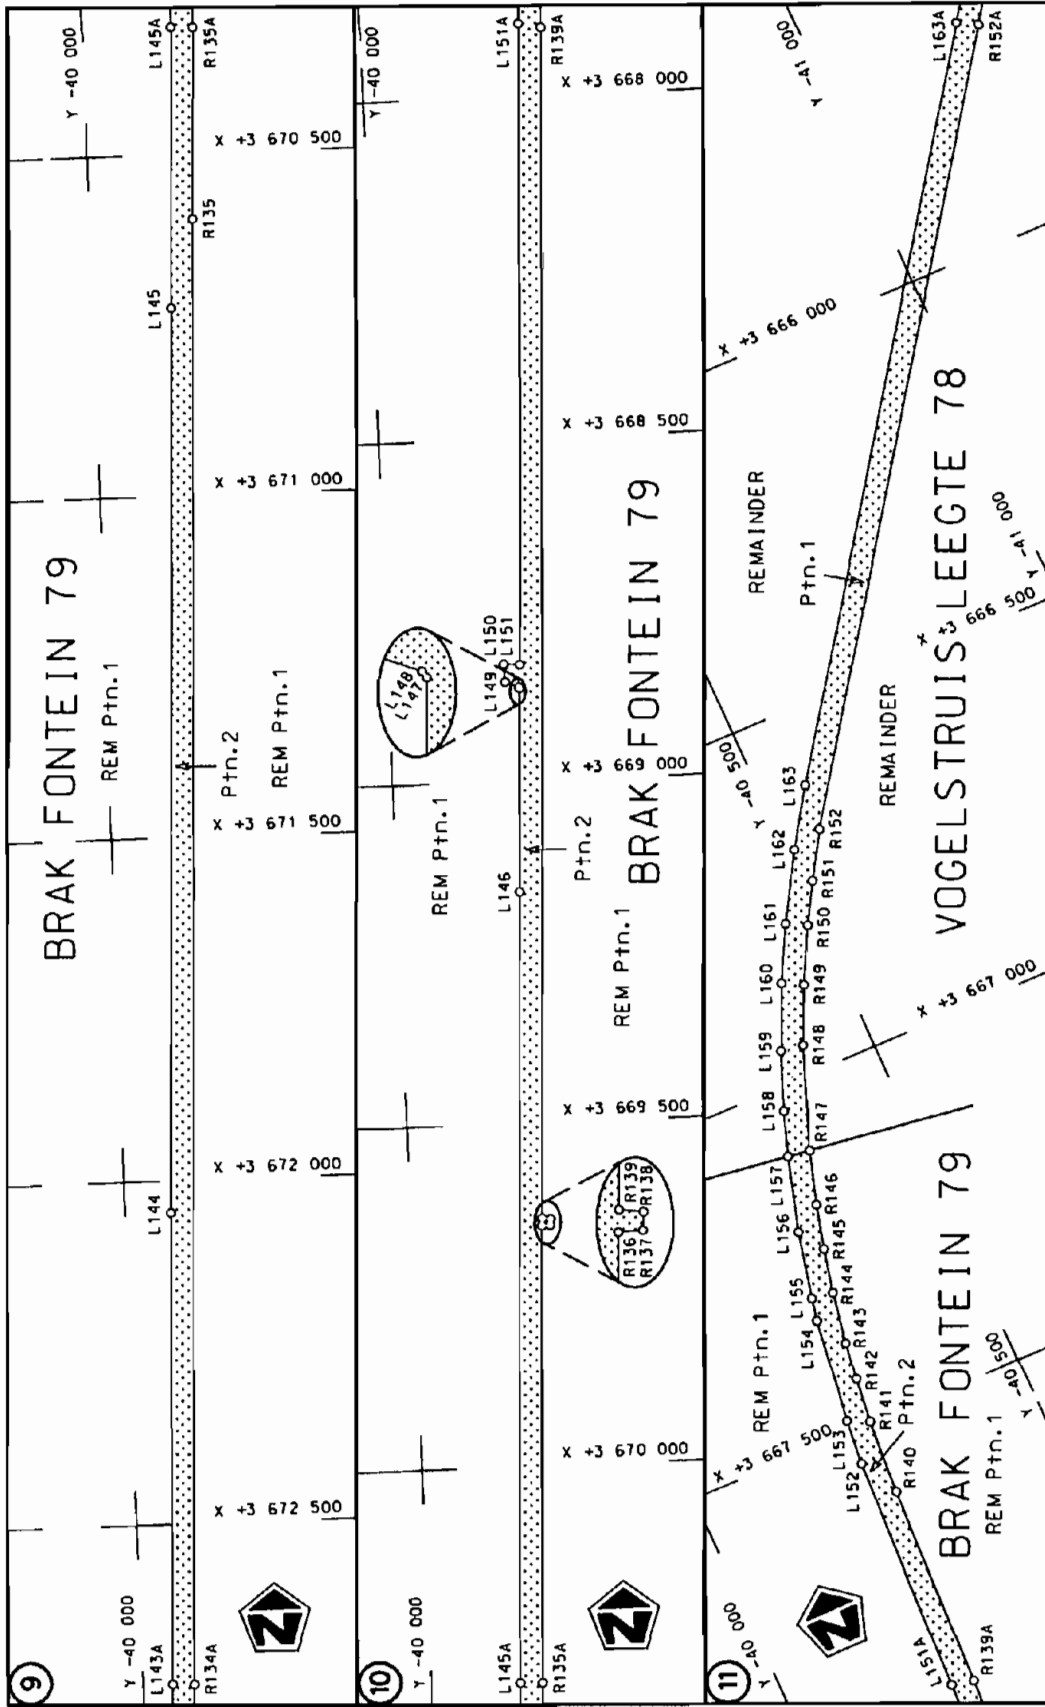 9
BRAK FONTEIN 79
L143A
Y -40 000
R134A
L144
REM Ptn.1
L145
Y -40 000
L145A
R135A
R135
Ptn.2
REM Ptn.1
X +3 672 500
X +3 672 000
X +3 671 500
X +3 671 000
X +3 670 500
N
10
Y -40 000
L145A
R135A
REM Ptn.1
L146
L148
L147
L149
L150
L151
Y -40 000
L151A
R139A
Ptn.2
REM Ptn.1
BRAK FONTEIN 79
R136
R139
R137
R138
X +3 670 000
X +3 669 500
X +3 669 000
X +3 668 500
X +3 668 000
N
11
Y -40 000
L151A
R139A
X +3 667 500
REM Ptn.1
L152
L153
L154
L155
L156
L157
L158
L159
L160
L161
L162
L163
Y -40 500
REMAINDER
Ptn.1
X +3 666 000
Y -41 000
L163A
R152A
R140
R141
R142
R143
R144
R145
R146
R147
R148
R149
R150
R151
R152
Ptn.2
REMAINDER
BRAK FONTEIN 79
REM Ptn.1
Y -40 500
X +3 667 000
VOGELSTRUIS LEEGTE 78
X +3 666 500
Y -41 000
N